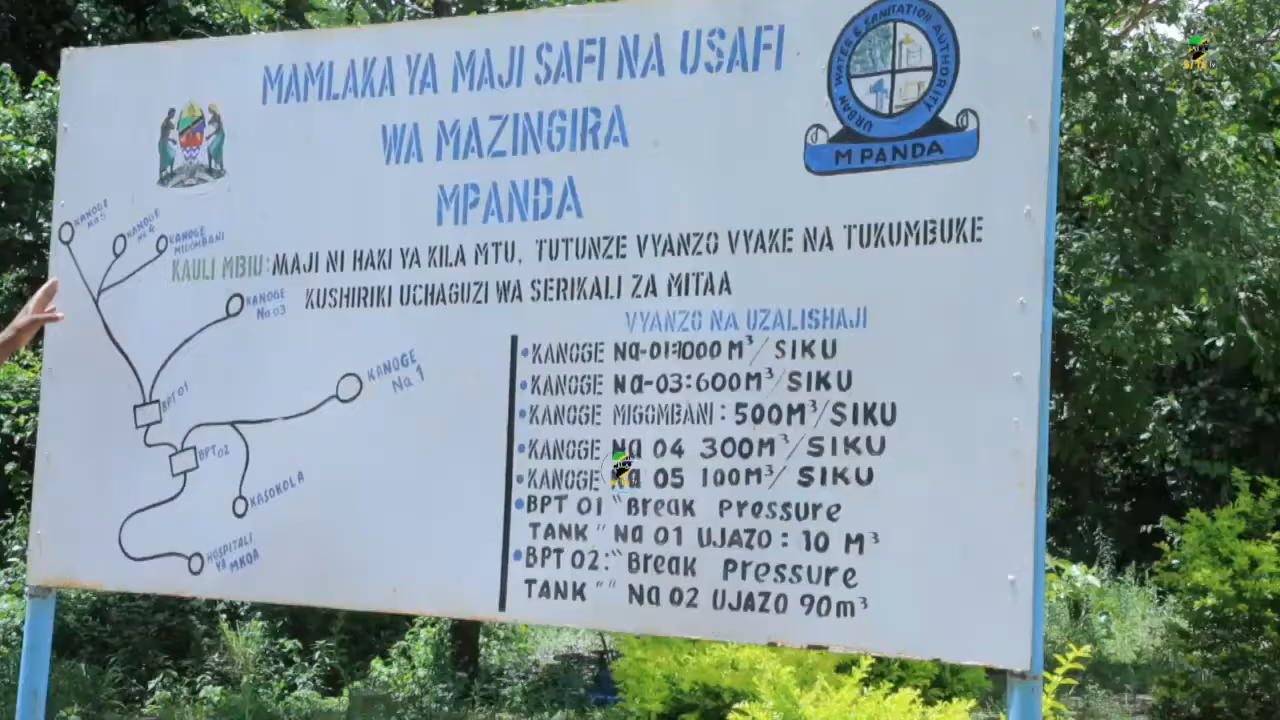 MAMLAKA YA MAJI SAFI NA USAFI
WA MAZINGIRA
MPANDA
URBAN WATER & SANITATION AUTHORITY
MPANDA
KAULI MBIU: MAJI NI HAKI YA KILA MTU, TUTUNZE VYANZO VYAKE NA TUKUMBUKE
KUSHIRIKI UCHAGUZI WA SERIKALI ZA MITAA
KANOGE
Na 5
KANOGE
Na 4
KANOGE
MIGOMBANI
KANOGE
Na 03
KANOGE
Na 1
BPT 01
BPT 02
KASOKOLA
HOSPITALI
YA MKOA
VYANZO NA UZALISHAJI
• KANOGE Na-01:1000 M³/SIKU
• KANOGE Na-03:600M³/SIKU
• KANOGE MIGOMBANI: 500M³/SIKU
• KANOGE Na 04 300M³/SIKU
• KANOGE Na 05 100M³/SIKU
• BPT 01 "Break Pressure
TANK" Na 01 UJAZO: 10 M³
• BPT 02:"Break Pressure
TANK "" Na 02 UJAZO 90m³